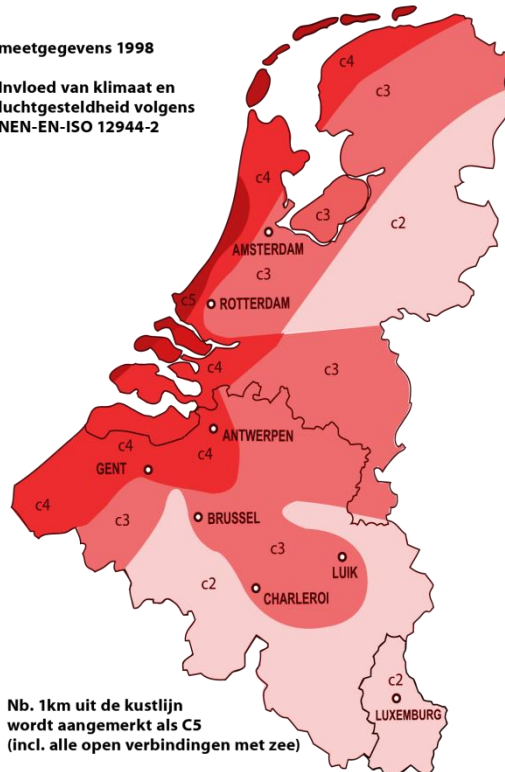 meetgegevens 1998
Invloed van klimaat en
luchtgesteldheid volgens
NEN-EN-ISO 12944-2
c4
c3
c4
c3
c2
AMSTERDAM
c3
c5
ROTTERDAM
c4
c3
ANTWERPEN
c4
c4
GENT
c4
c3
BRUSSEL
c3
LUIK
c2
CHARLEROI
c2
LUXEMBURG
Nb. 1km uit de kustlijn
wordt aangemerkt als C5
(incl. alle open verbindingen met zee)